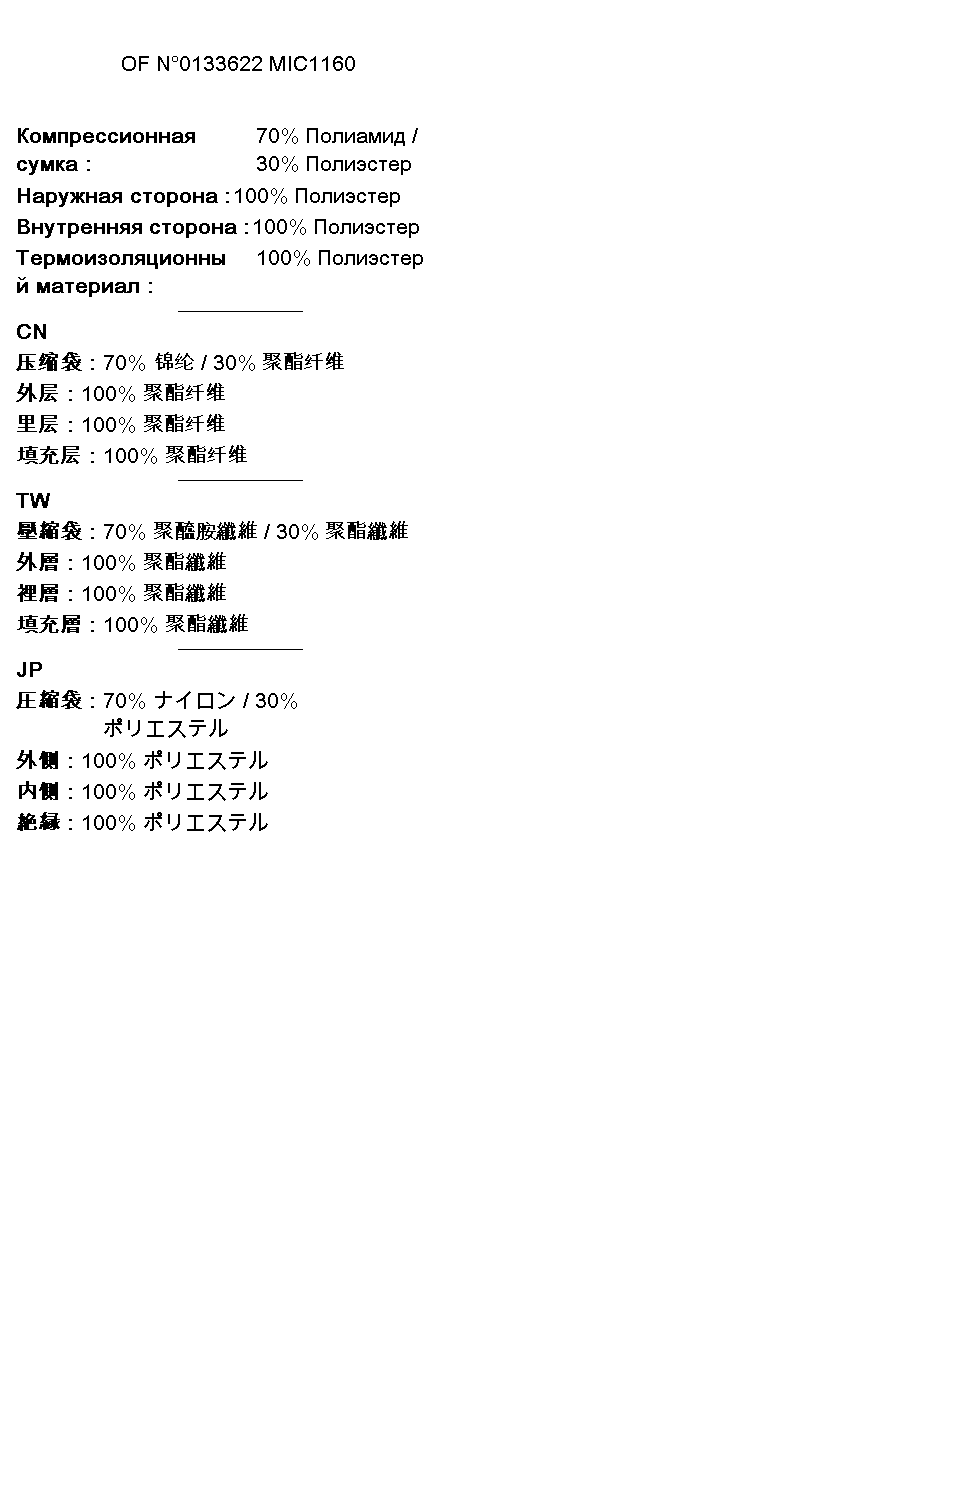 OF N°0133622 MIC1160
Компрессионная 70% Полиамид /
сумка : 30% Полиэстер
Наружная сторона : 100% Полиэстер
Внутренняя сторона : 100% Полиэстер
Термоизоляционны 100% Полиэстер
й материал :
CN
压缩袋 : 70% 锦纶 / 30% 聚酯纤维
外层 : 100% 聚酯纤维
里层 : 100% 聚酯纤维
填充层 : 100% 聚酯纤维
TW
壓縮袋 : 70% 聚醯胺纖維 / 30% 聚酯纖維
外層 : 100% 聚酯纖維
裡層 : 100% 聚酯纖維
填充層 : 100% 聚酯纖維
JP
圧縮袋 : 70% ナイロン / 30%
ポリエステル
外側 : 100% ポリエステル
内側 : 100% ポリエステル
絶縁 : 100% ポリエステル